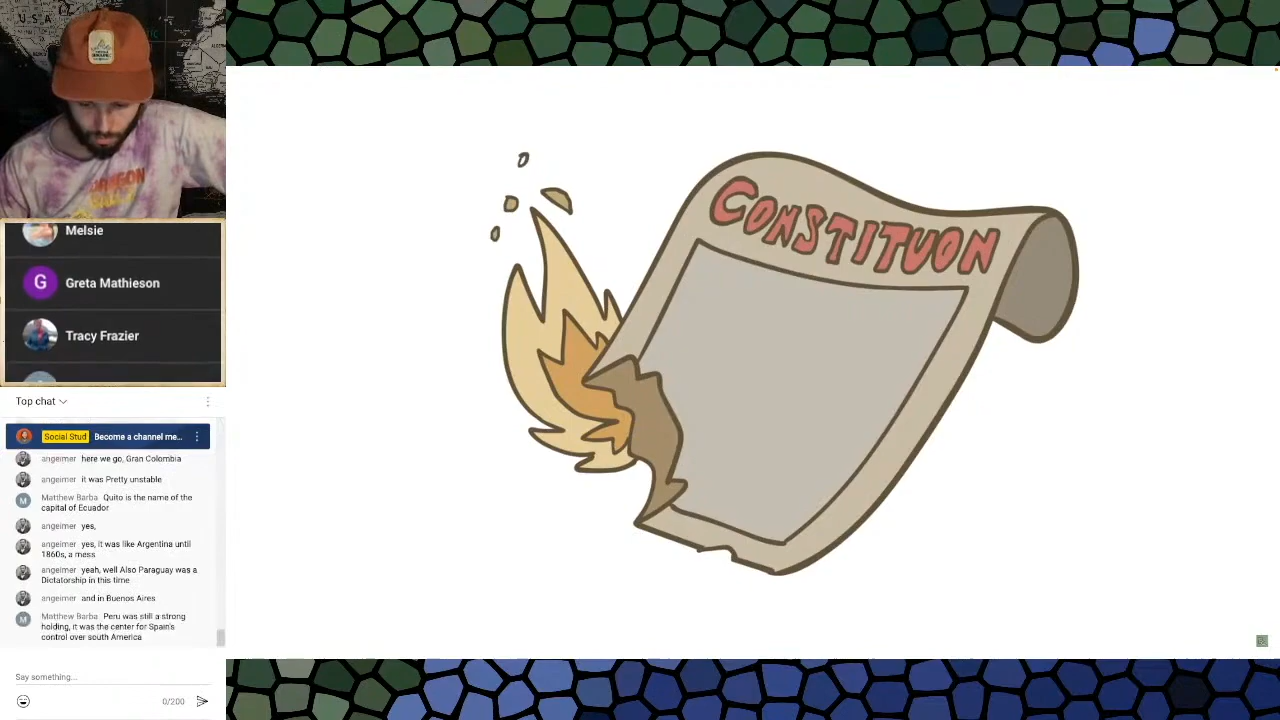 U S A
DRAGON
BALL
Melsie
G
Greta Mathieson
Tracy Frazier
Top chat
Social Stud Become a channel me...
angeimer here we go, Gran Colombia
angeimer it was Pretty unstable
M
Matthew Barba Quito is the name of the
capital of Ecuador
angeimer yes,
angeimer yes, it was like Argentina until
1860s, a mess
angeimer yeah, well Also Paraguay was a
Dictatorship in this time
angeimer and in Buenos Aires
M
Matthew Barba Peru was still a strong
holding, it was the center for Spain's
control over south America
Say something...
0/200
CONSTITUON